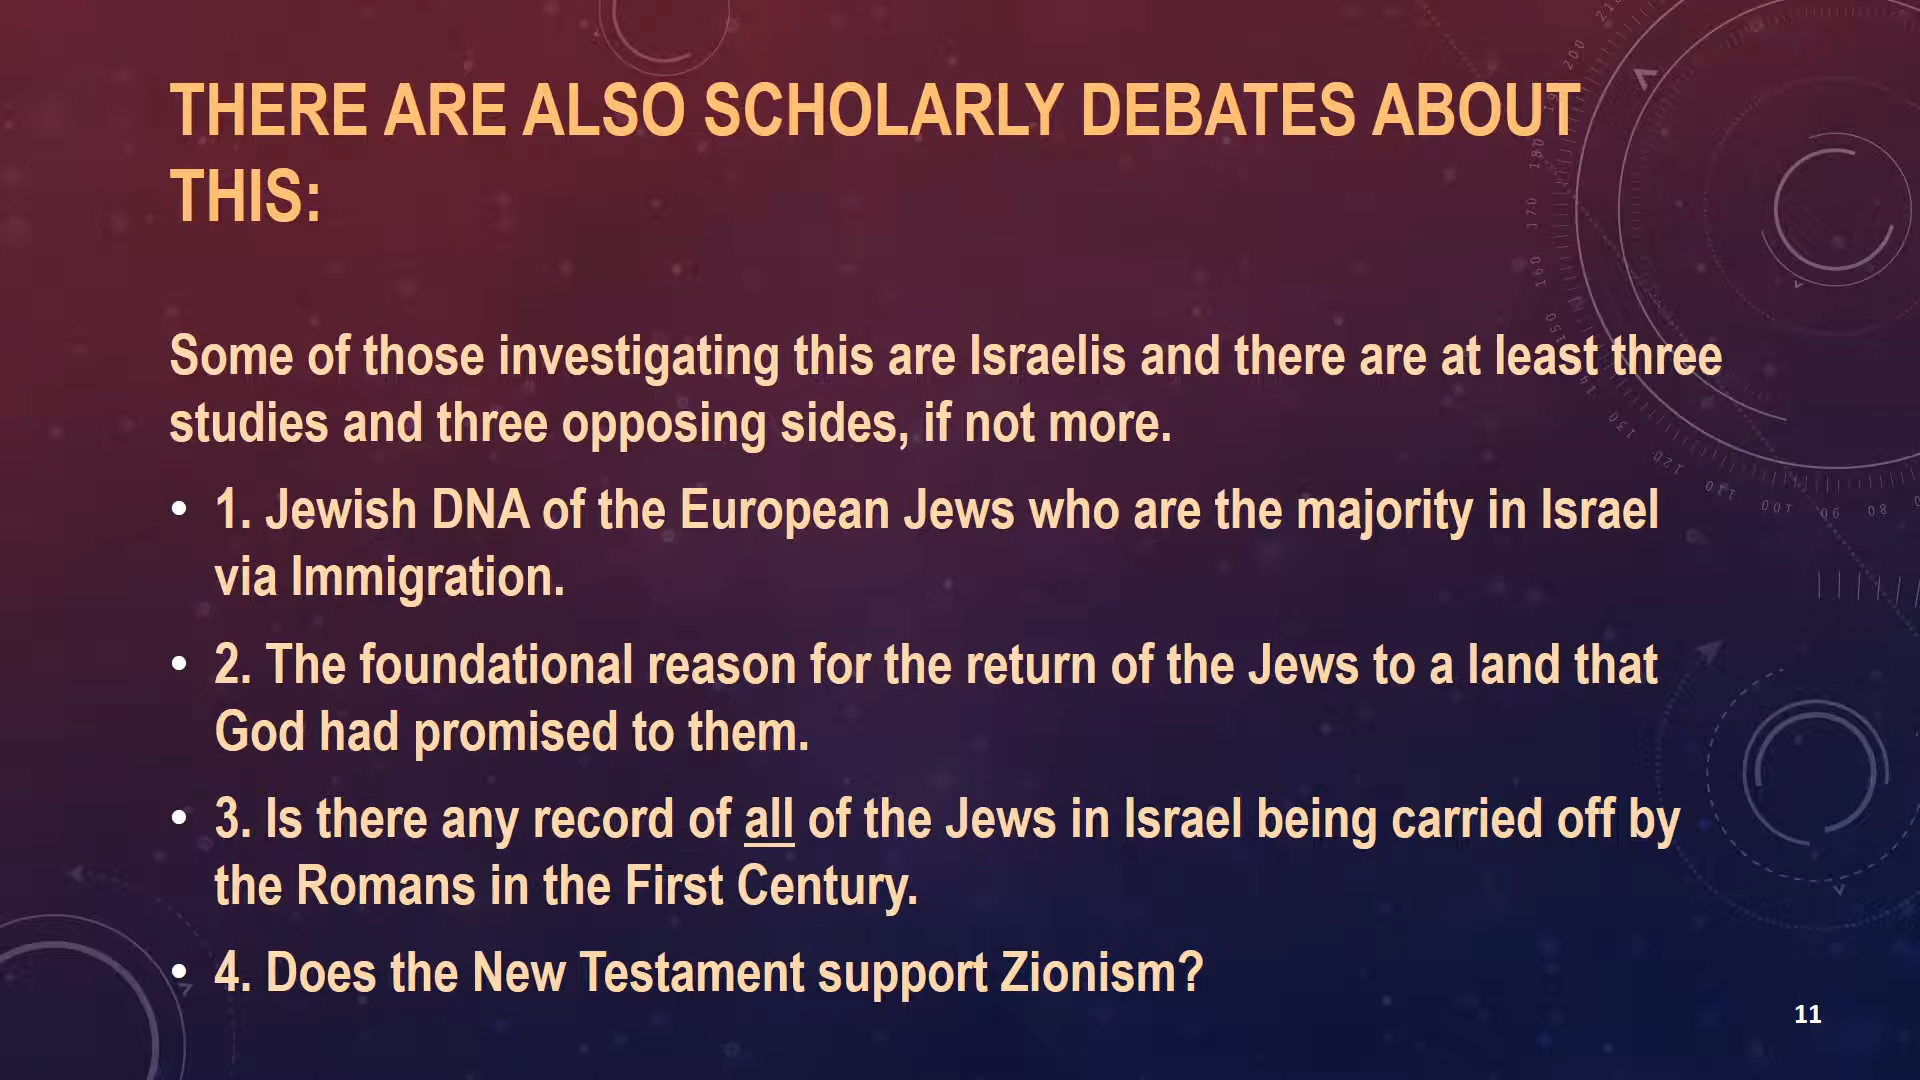 THERE ARE ALSO SCHOLARLY DEBATES ABOUT
THIS:
Some of those investigating this are Israelis and there are at least three
studies and three opposing sides, if not more.
• 1. Jewish DNA of the European Jews who are the majority in Israel
via Immigration.
• 2. The foundational reason for the return of the Jews to a land that
God had promised to them.
• 3. Is there any record of all of the Jews in Israel being carried off by
the Romans in the First Century.
• 4. Does the New Testament support Zionism?
11